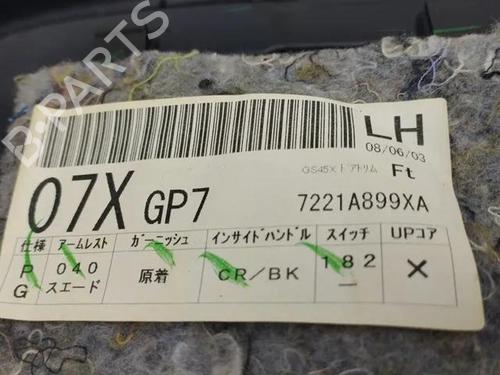 LH
08/06/03
GS45X ドアトリム Ft
07X GP7 7221A899XA
仕様 アームレスト ガーニッシュ インサイドハンドル スイッチ UPコア
P 040 原着 CR/BK 182 ×
G スエード –
B-PARTS